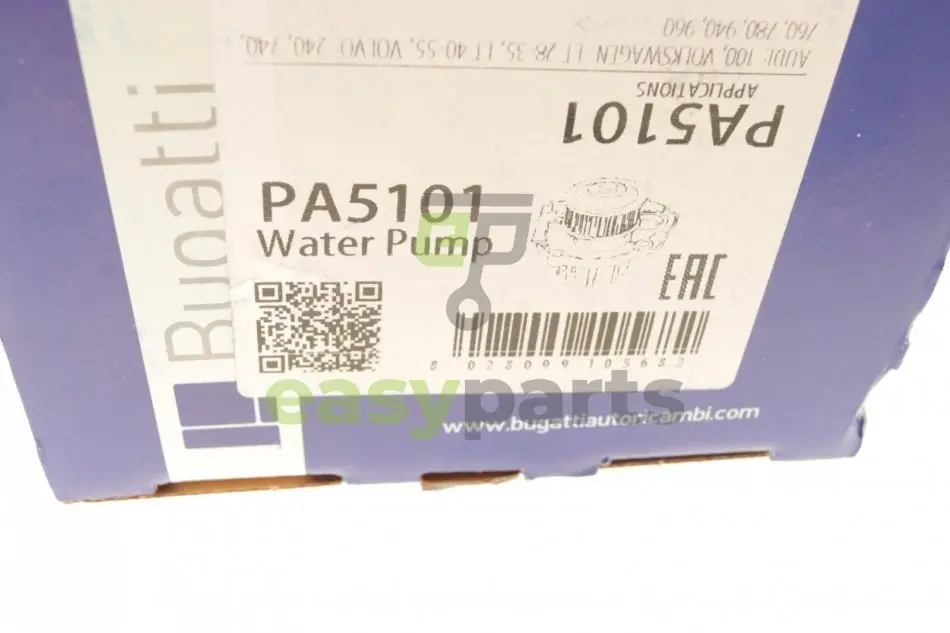 760, 780, 940, 960
AUDI: 100, VOLKSWAGEN LT 28-35, LT 40-55, VOLVO: 240, 740,
APPLICATIONS
PA5101
Bugatti
PA5101
Water Pump
EAC
8 028099 105682
easyparts
www.bugattiautoricambi.com